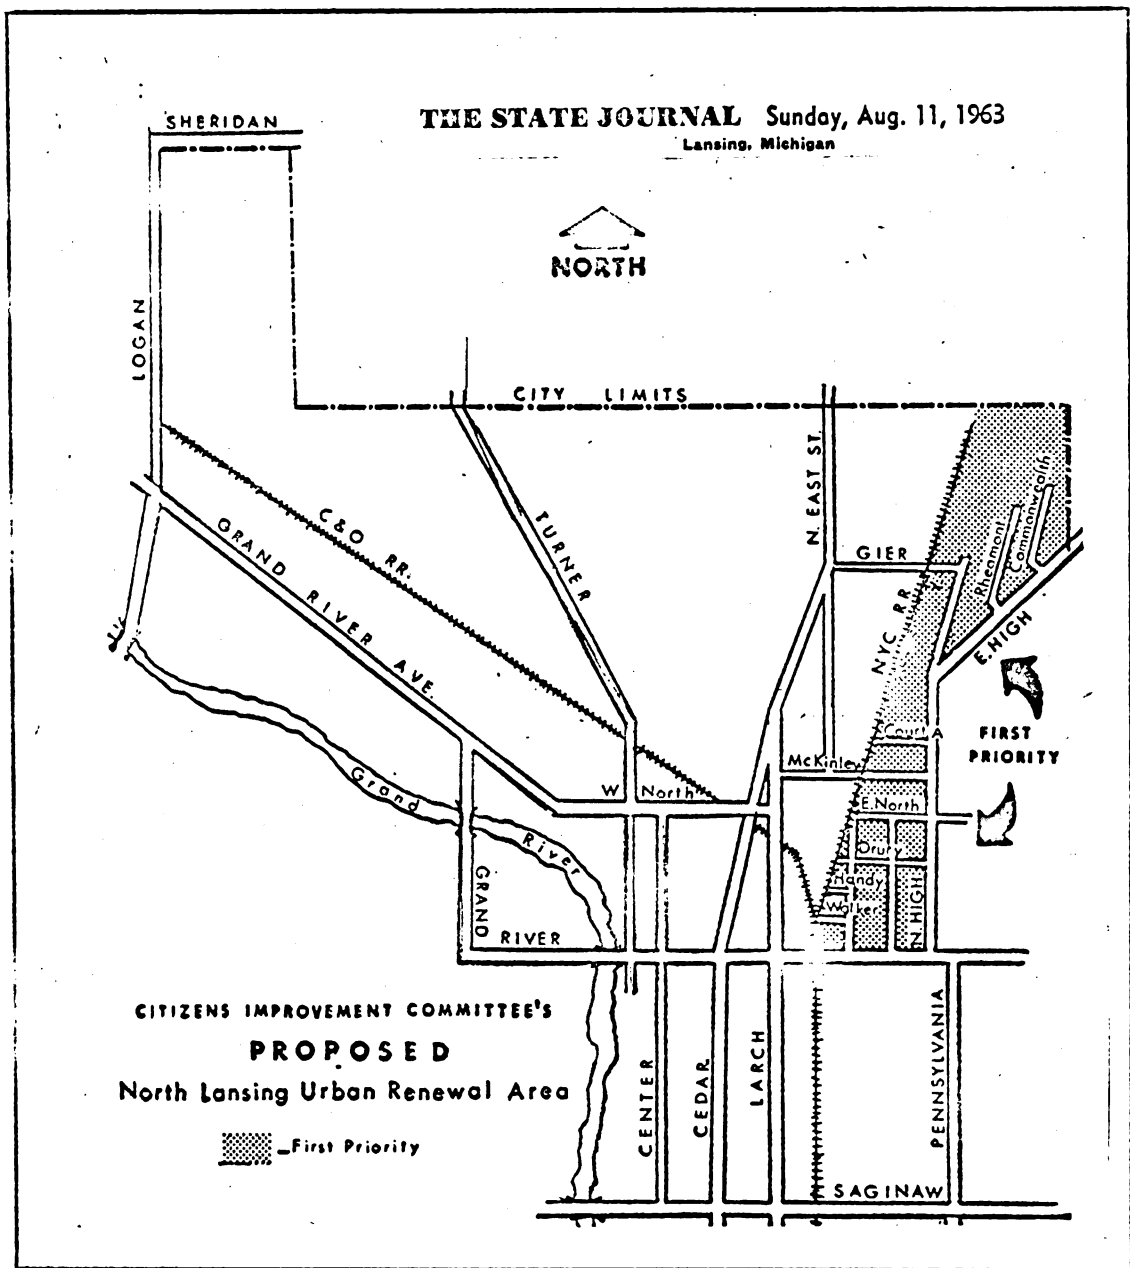 SHERIDAN
THE STATE JOURNAL Sunday, Aug. 11, 1963
Lansing, Michigan
NORTH
LOGAN
CITY LIMITS
N. EAST ST.
C&O RR.
GRAND RIVER AVE.
TURNER
GIER
Rheamont
Commonwealth
NYC RR
E. HIGH
Court A
FIRST
PRIORITY
McKinley
W North
E. North
Grand River
Drury
Handy
Walker
N. HIGH
GRAND
RIVER
CITIZENS IMPROVEMENT COMMITTEE'S
PROPOSED
North Lansing Urban Renewal Area
–First Priority
CENTER
CEDAR
LARCH
PENNSYLVANIA
SAGINAW